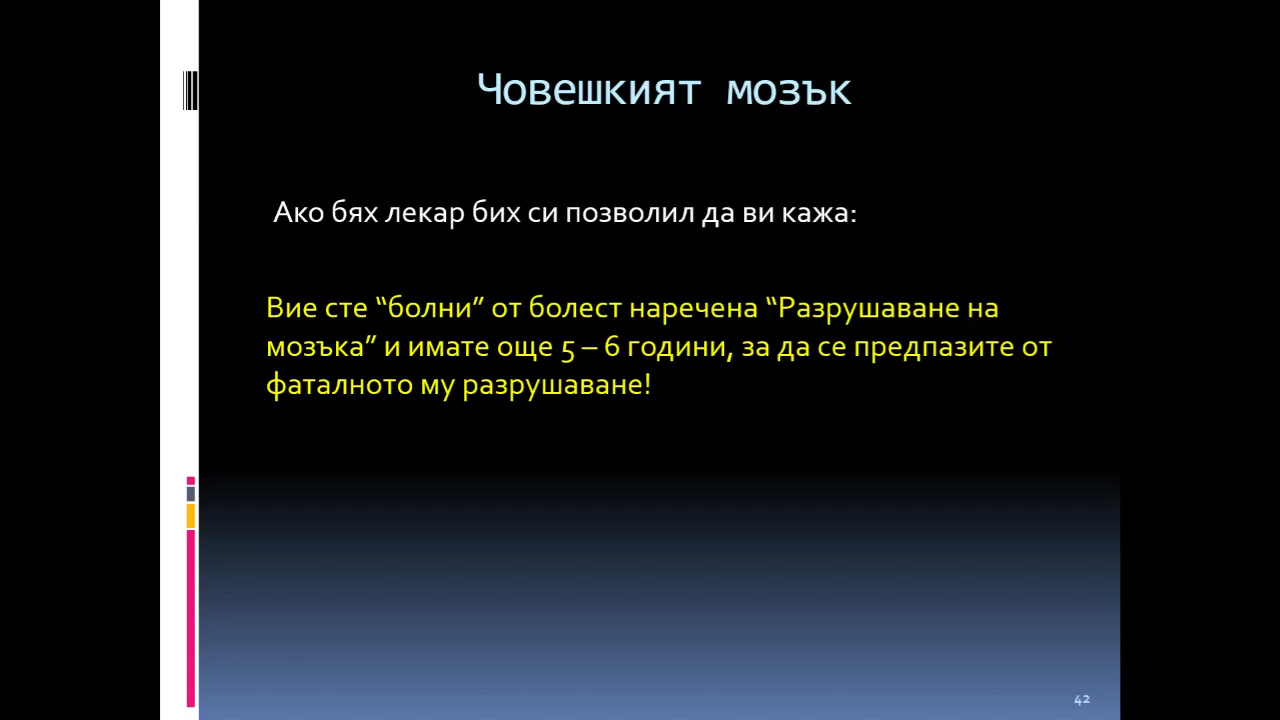 Човешкият мозък
Ако бях лекар бих си позволил да ви кажа:
Вие сте “болни” от болест наречена “Разрушаване на
мозъка” и имате още 5 – 6 години, за да се предпазите от
фаталното му разрушаване!
42